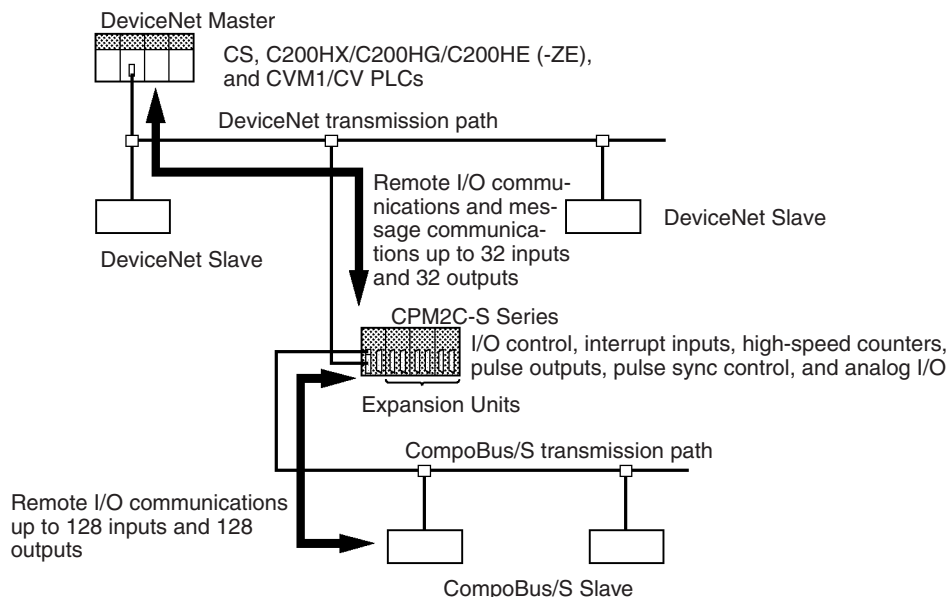 DeviceNet Master
CS, C200HX/C200HG/C200HE (-ZE),
and CVM1/CV PLCs
DeviceNet transmission path
Remote I/O commu-
nications and mes-
sage communica-
tions up to 32 inputs
and 32 outputs
DeviceNet Slave
DeviceNet Slave
CPM2C-S Series
I/O control, interrupt inputs, high-speed counters,
pulse outputs, pulse sync control, and analog I/O
Expansion Units
CompoBus/S transmission path
Remote I/O communications
up to 128 inputs and 128
outputs
CompoBus/S Slave